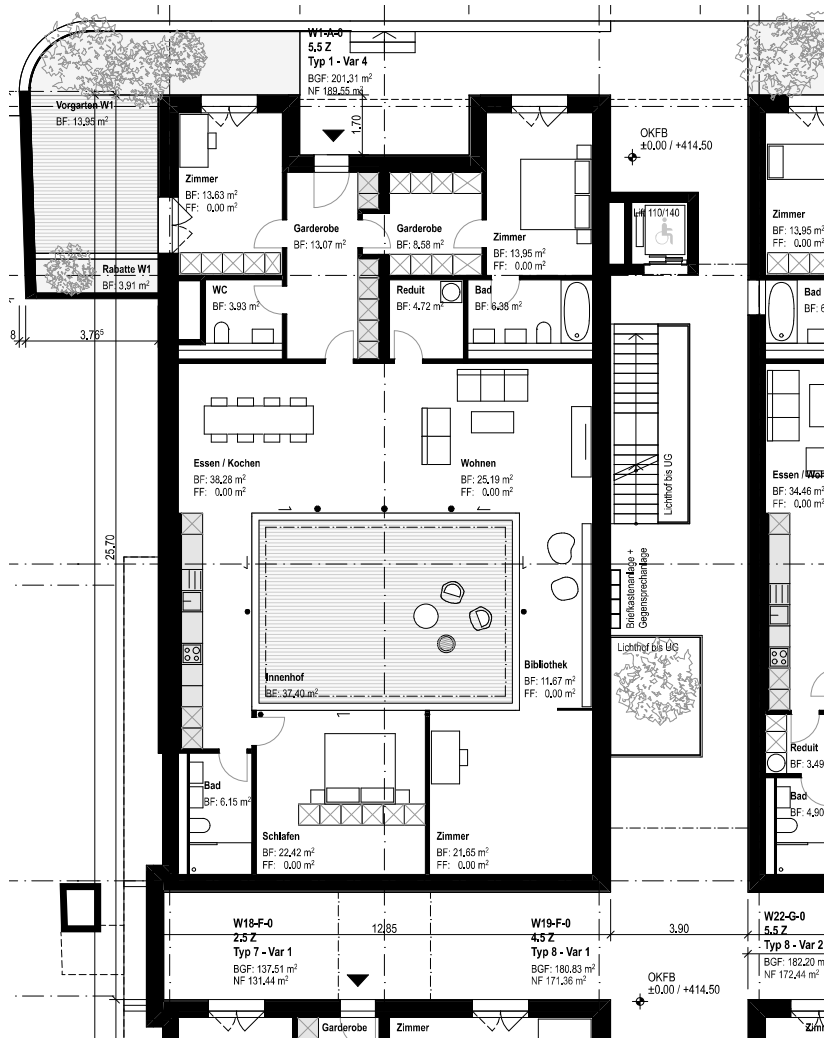 W1-A-0
5.5 Z
Typ 1 - Var 4
BGF: 201.31 m²
NF 189.55 m²
Vorgarten W1
BF: 13.95 m²
1.70
OKFB
±0.00 / +414.50
Zimmer
BF: 13.63 m²
FF: 0.00 m²
Garderobe
BF: 13.07 m²
Garderobe
BF: 8.58 m²
Zimmer
BF: 13.95 m²
FF: 0.00 m²
Lift 110/140
Zimmer
BF: 13.95 m²
FF: 0.00 m²
Rabatte W1
BF: 3.91 m²
WC
BF: 3.93 m²
Reduit
BF: 4.72 m²
Bad
BF: 6.38 m²
Bad
8
3.76⁵
Essen / Kochen
BF: 38.28 m²
FF: 0.00 m²
Wohnen
BF: 25.19 m²
FF: 0.00 m²
Lichthof bis UG
Essen / Woh
BF: 34.46 m²
FF: 0.00 m²
25.70
Briefkastenanlage +
Gegensprechanlage
Lichthof bis UG
Innenhof
BF: 37.40 m²
Bibliothek
BF: 11.67 m²
FF: 0.00 m²
Reduit
BF: 3.49
Bad
BF: 6.15 m²
Bad
BF: 4.90
Schlafen
BF: 22.42 m²
FF: 0.00 m²
Zimmer
BF: 21.65 m²
FF: 0.00 m²
W18-F-0
2.5 Z
Typ 7 - Var 1
BGF: 137.51 m²
NF 131.44 m²
12.85
W19-F-0
4.5 Z
Typ 8 - Var 1
BGF: 180.83 m²
NF 171.36 m²
3.90
W22-G-0
5.5 Z
Typ 8 - Var 2
BGF: 182.20 m
NF 172.44 m²
OKFB
±0.00 / +414.50
Garderobe
Zimmer
Zim